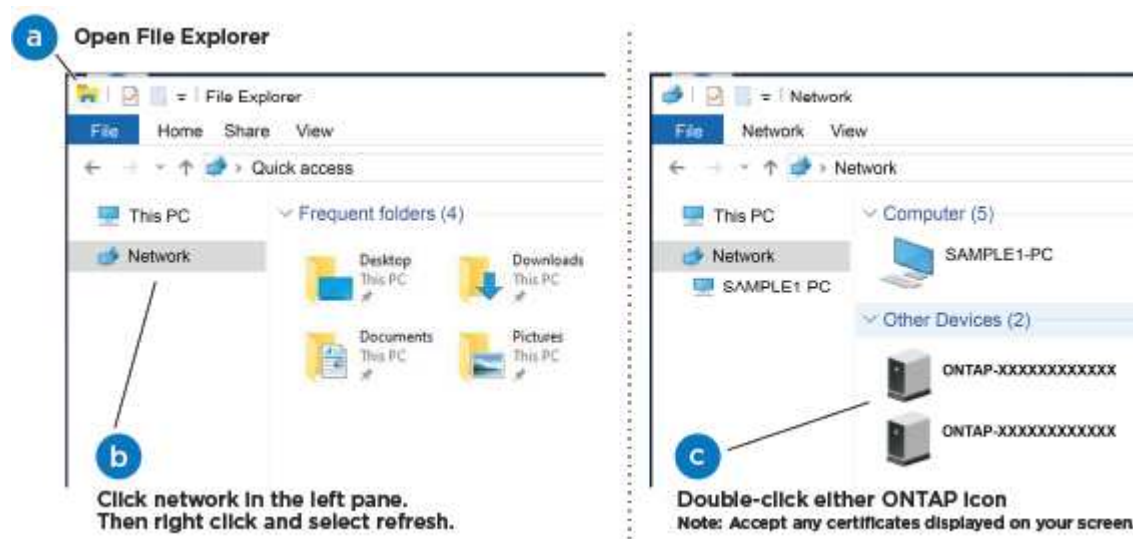 a Open File Explorer
File Explorer
File Home Share View
Quick access
This PC
Network
Frequent folders (4)
Desktop
This PC
Downloads
This PC
Documents
This PC
Pictures
This PC
b
Click network in the left pane.
Then right click and select refresh.
Network
File Network View
Network
This PC
Network
SAMPLE1 PC
Computer (5)
SAMPLE1-PC
Other Devices (2)
ONTAP-XXXXXXXXXXXX
ONTAP-XXXXXXXXXXXX
c
Double-click either ONTAP icon
Note: Accept any certificates displayed on your screen